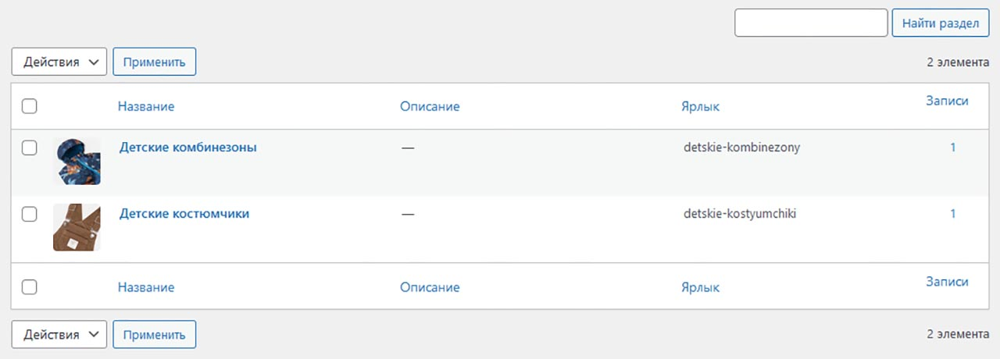 Найти раздел
Действия Применить 2 элемента
Название Описание Ярлык Записи
Детские комбинезоны — detskie-kombinezony 1
Детские костюмчики — detskie-kostyumchiki 1
Название Описание Ярлык Записи
Действия Применить 2 элемента